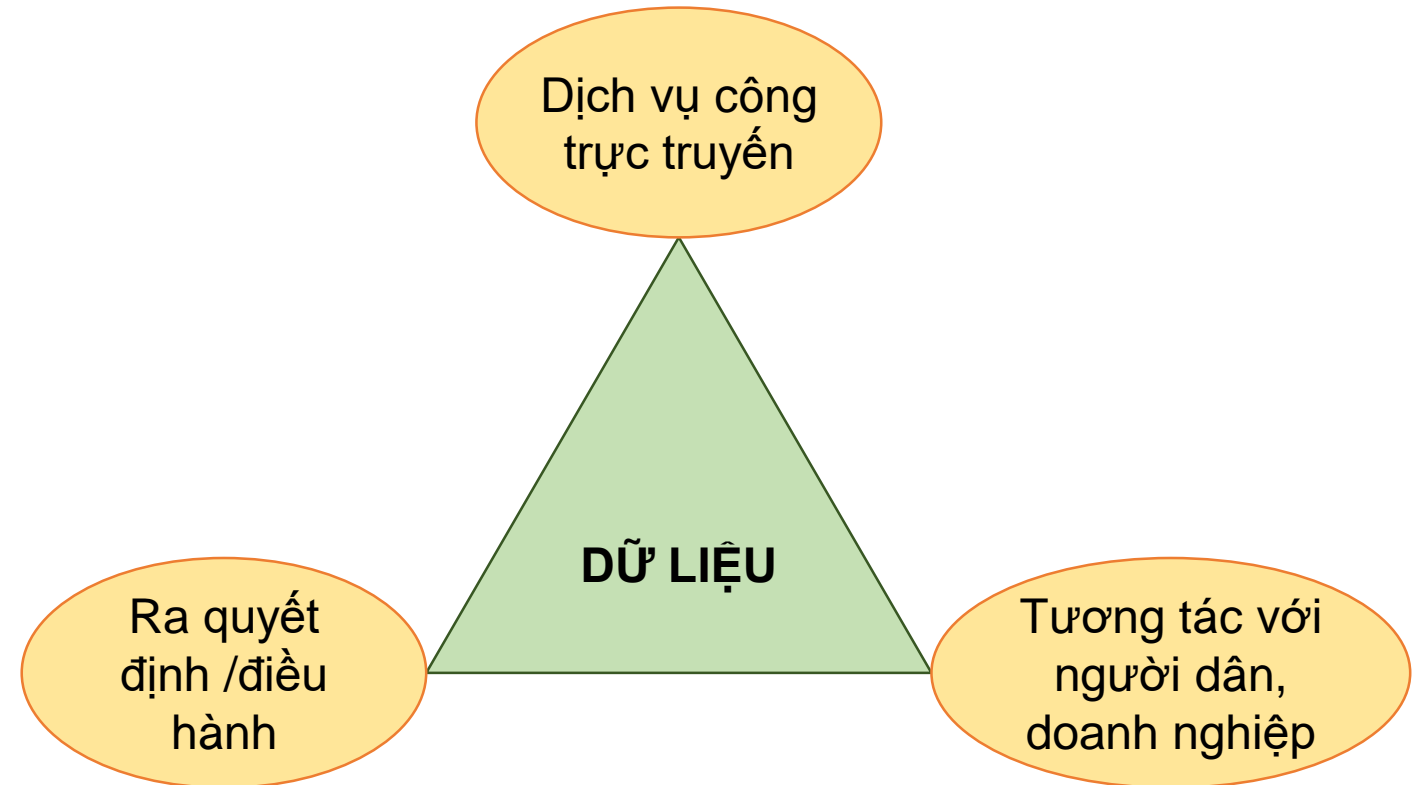 Dịch vụ công
trực truyến
DỮ LIỆU
Ra quyết
định /điều
hành
Tương tác với
người dân,
doanh nghiệp